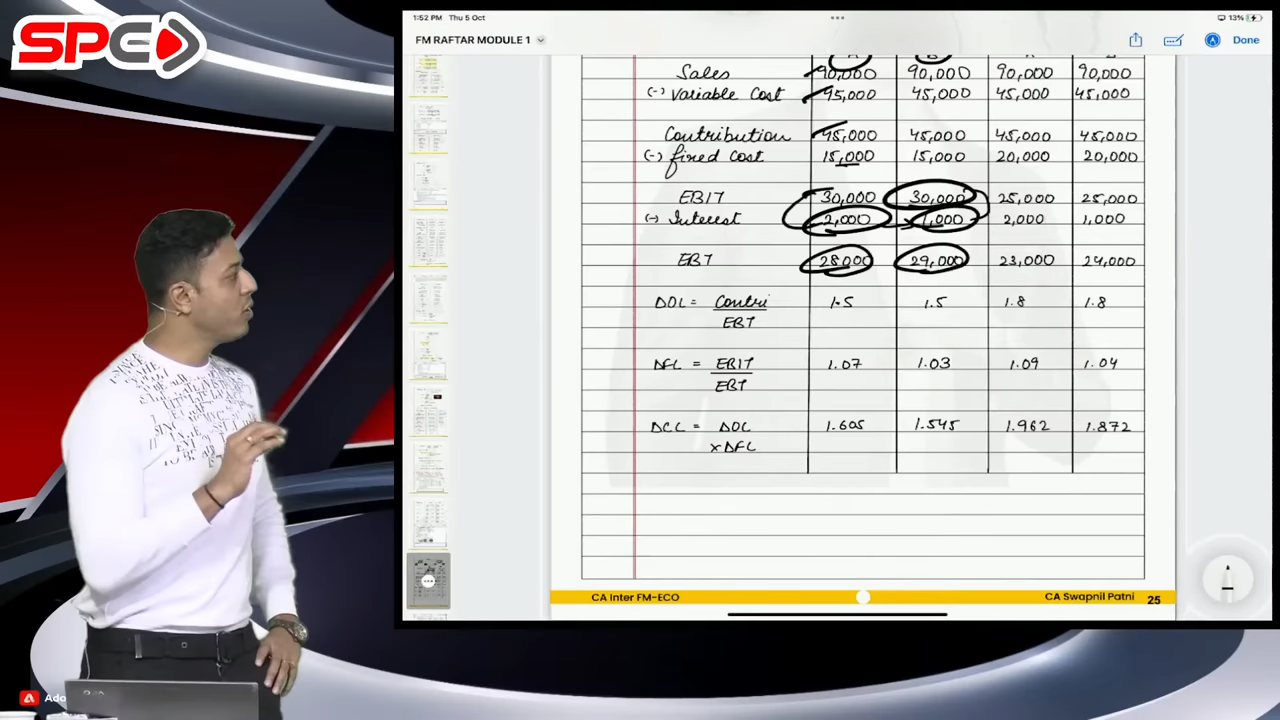 SPC
1:52 PM Thu 5 Oct
13%
FM RAFTAR MODULE 1
Done
Sales 90,000 90,000 90,000 90,000
(-) Variable Cost 45,000 45,000 45,000 45,000
Contribution 45,000 45,000 45,000 45,000
(-) fixed Cost 15,000 15,000 20,000 20,000
EBIT 30,000 30,000 25,000 25,000
(-) Interest 2,000 1,000 2,000 1,000
EBT 28,000 29,000 23,000 24,000
DOL = Contri 1.5 1.5 1.8 1.8
EBT
DFL = EBIT 1.07 1.03 1.09 1.04
EBT
DCL = DOL 1.605 1.545 1.962 1.872
×DFL
CA Inter FM-ECO
CA Swapnil Patni 25
Ado